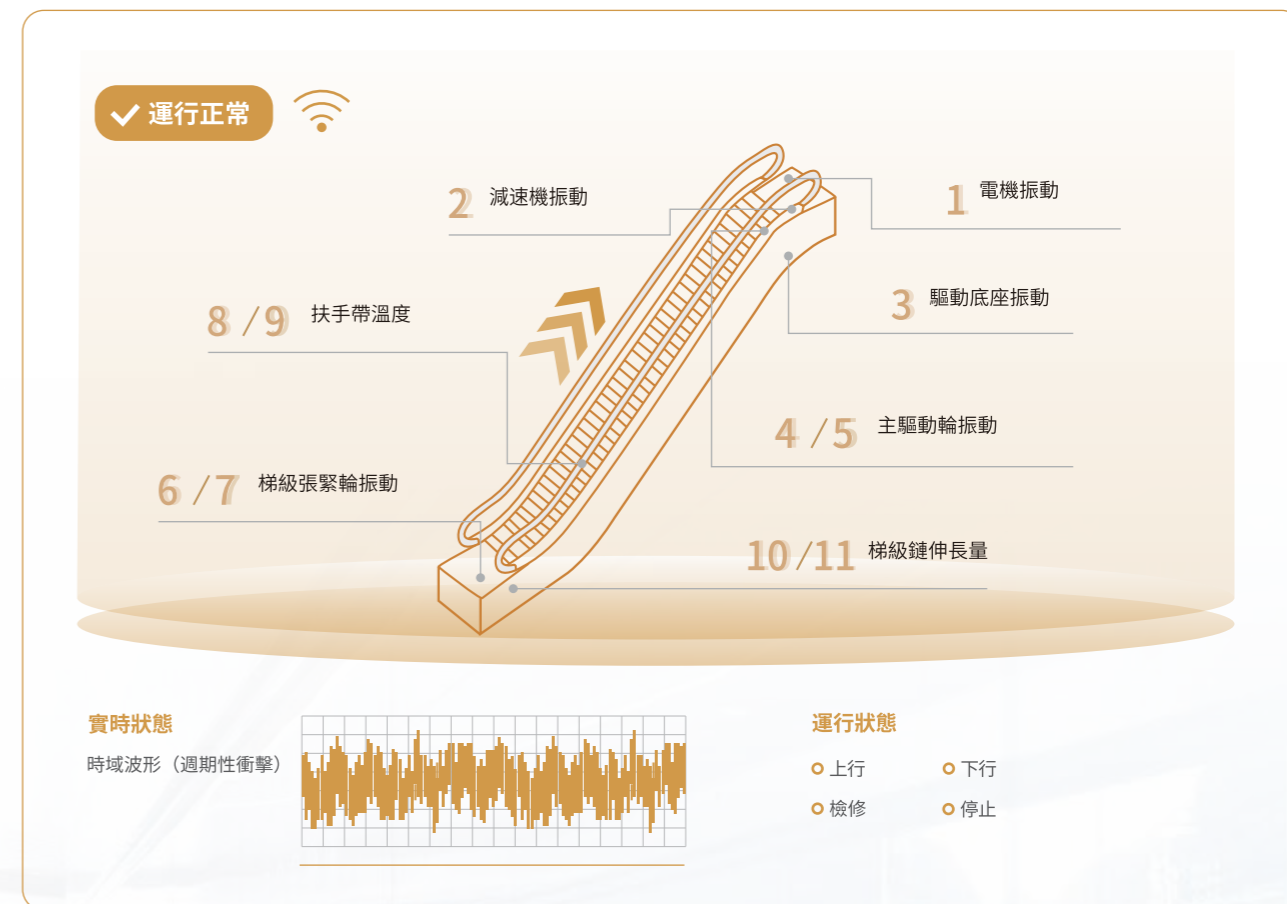 運行正常
2 減速機振動
1 電機振動
8/9 扶手帶溫度
3 驅動底座振動
4/5 主驅動輪振動
6/7 梯級張緊輪振動
10/11 梯級鏈伸長量
實時狀態
時域波形（週期性衝擊）
運行狀態
上行 下行
檢修 停止